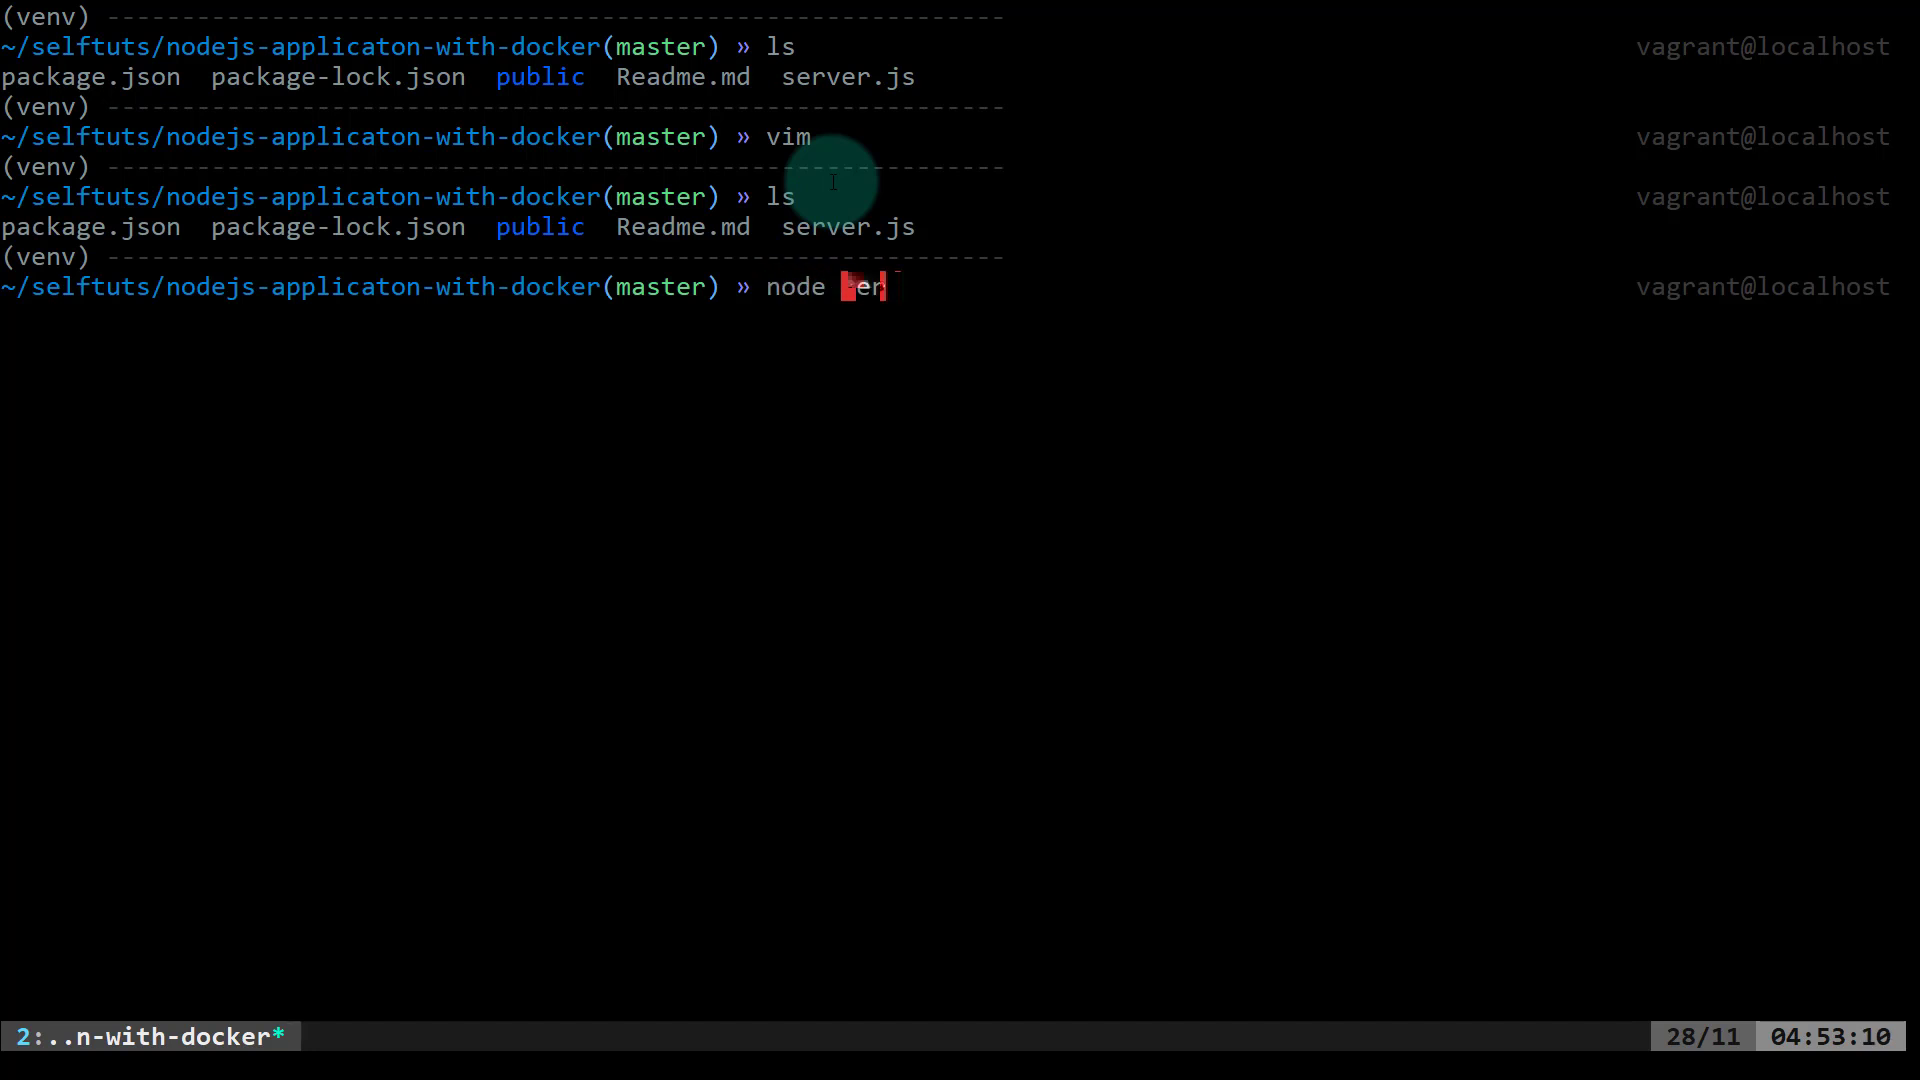 (venv) ------------------------------------------------------------
~/selftuts/nodejs-applicaton-with-docker(master) » ls vagrant@localhost
package.json package-lock.json public Readme.md server.js
(venv) ------------------------------------------------------------
~/selftuts/nodejs-applicaton-with-docker(master) » vim vagrant@localhost
(venv) ------------------------------------------------------------
~/selftuts/nodejs-applicaton-with-docker(master) » ls vagrant@localhost
package.json package-lock.json public Readme.md server.js
(venv) ------------------------------------------------------------
~/selftuts/nodejs-applicaton-with-docker(master) » node vagrant@localhost
2:..n-with-docker* 28/11 04:53:10